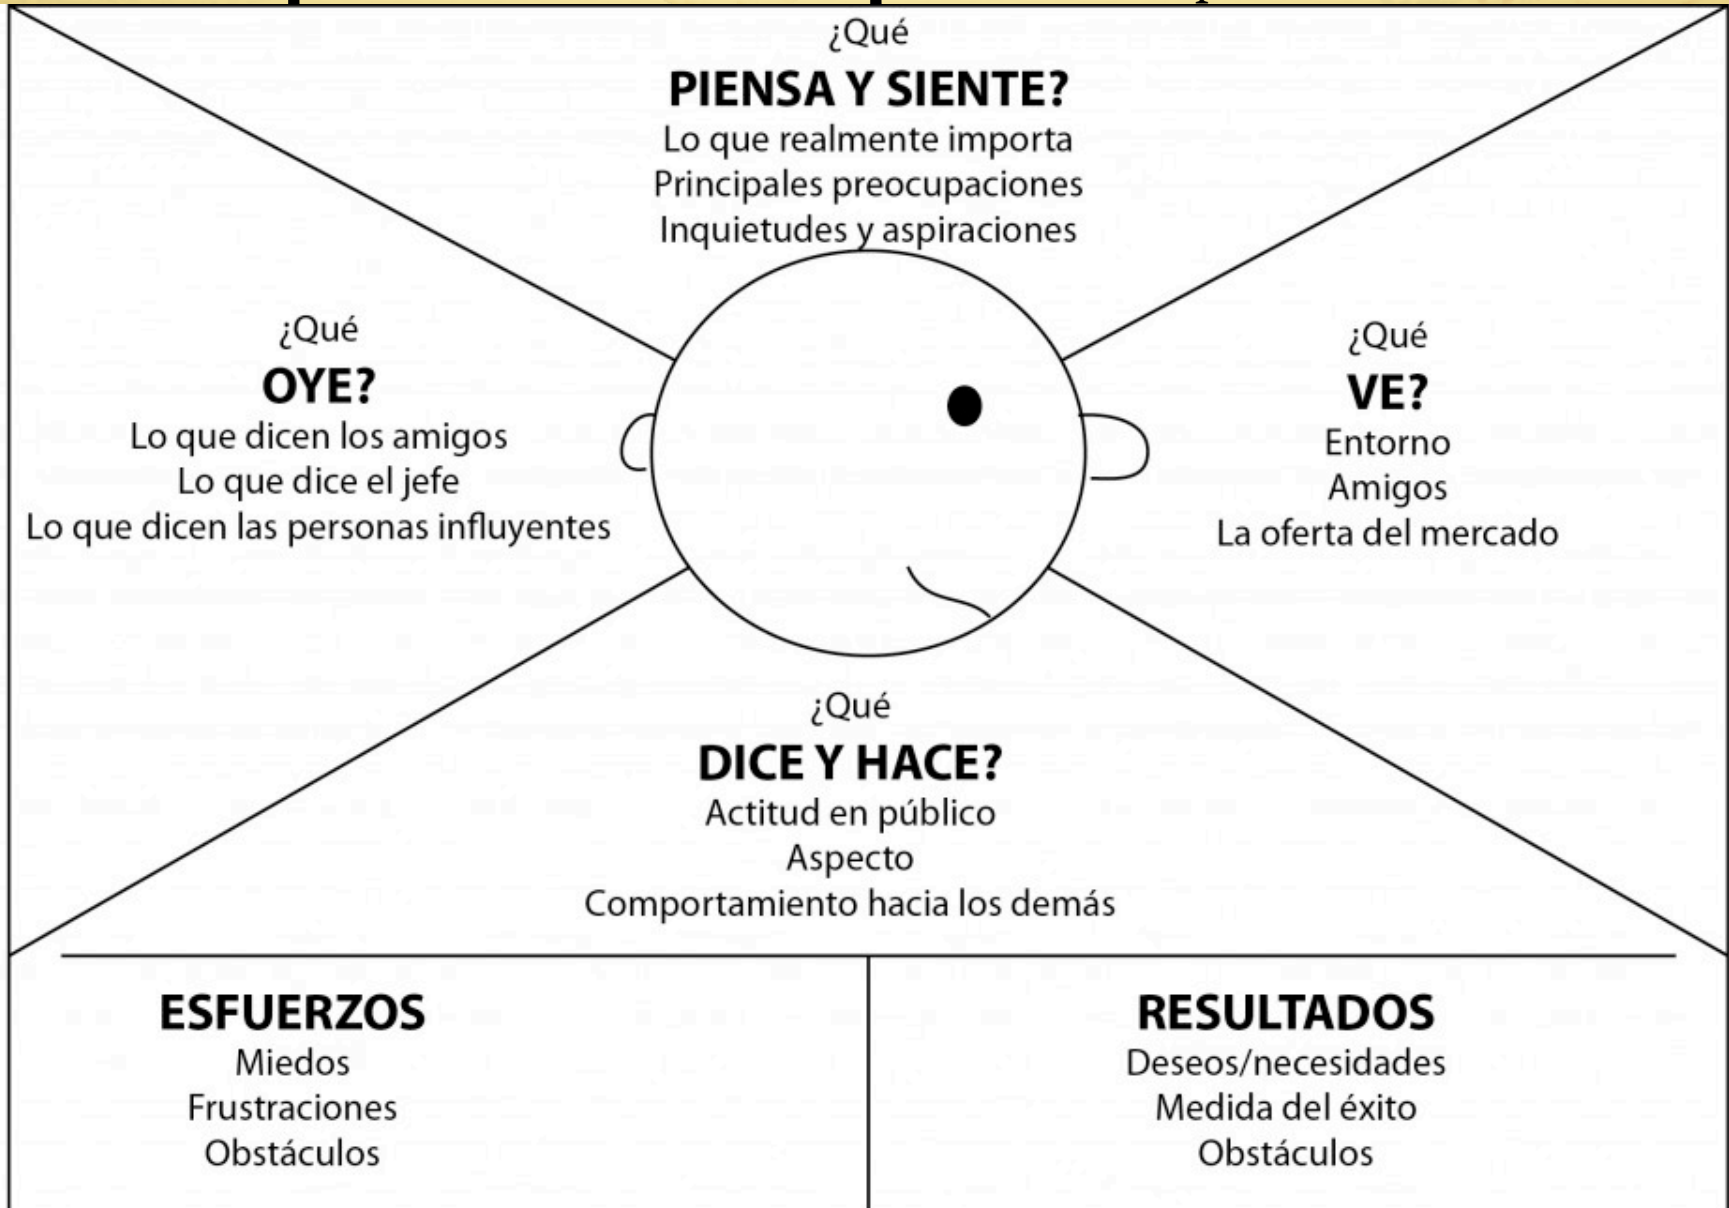 ¿Qué
PIENSA Y SIENTE?
Lo que realmente importa
Principales preocupaciones
Inquietudes y aspiraciones
¿Qué
OYE?
Lo que dicen los amigos
Lo que dice el jefe
Lo que dicen las personas influyentes
¿Qué
VE?
Entorno
Amigos
La oferta del mercado
¿Qué
DICE Y HACE?
Actitud en público
Aspecto
Comportamiento hacia los demás
ESFUERZOS
Miedos
Frustraciones
Obstáculos
RESULTADOS
Deseos/necesidades
Medida del éxito
Obstáculos